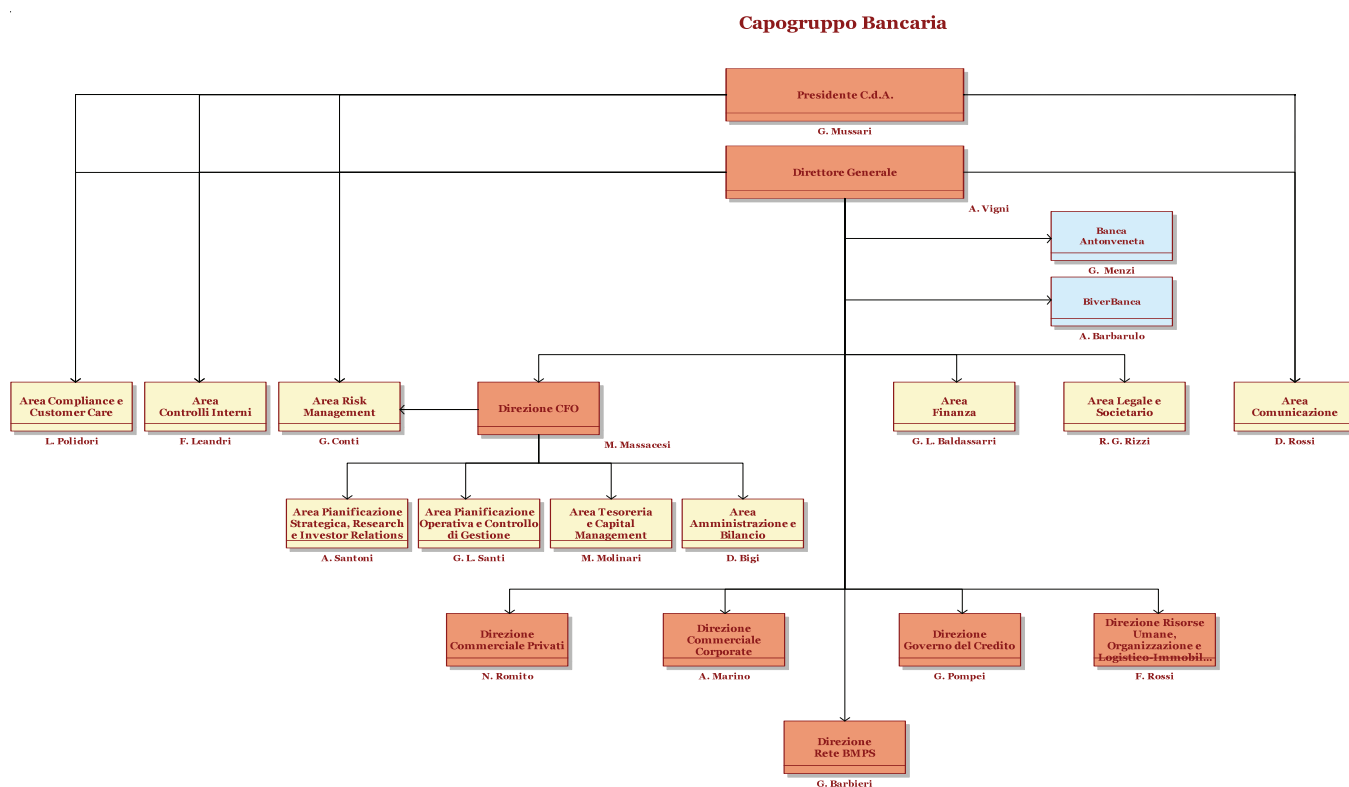 Capogruppo Bancaria
Presidente C.d.A.
G. Mussari
Direttore Generale
A. Vigni
Banca
Antonveneta
G. Menzi
BiverBanca
A. Barbarulo
Area Compliance e
Customer Care
L. Polidori
Area
Controlli Interni
F. Leandri
Area Risk
Management
G. Conti
Direzione CFO
M. Massacesi
Area
Finanza
G. L. Baldassarri
Area Legale e
Societario
R. G. Rizzi
Area
Comunicazione
D. Rossi
Area Pianificazione
Strategica, Research
e Investor Relations
A. Santoni
Area Pianificazione
Operativa e Controllo
di Gestione
G. L. Santi
Area Tesoreria
e Capital
Management
M. Molinari
Area
Amministrazione e
Bilancio
D. Bigi
Direzione
Commerciale Privati
N. Romito
Direzione
Commerciale
Corporate
A. Marino
Direzione
Governo del Credito
G. Pompei
Direzione Risorse
Umane,
Organizzazione e
Logistico-Immobil...
F. Rossi
Direzione
Rete BMPS
G. Barbieri